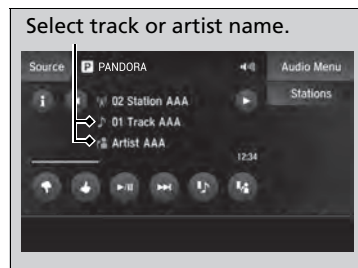 Select track or artist name.
Source P PANDORA Audio Menu
Stations
i 02 Station AAA
01 Track AAA
Artist AAA
12:34